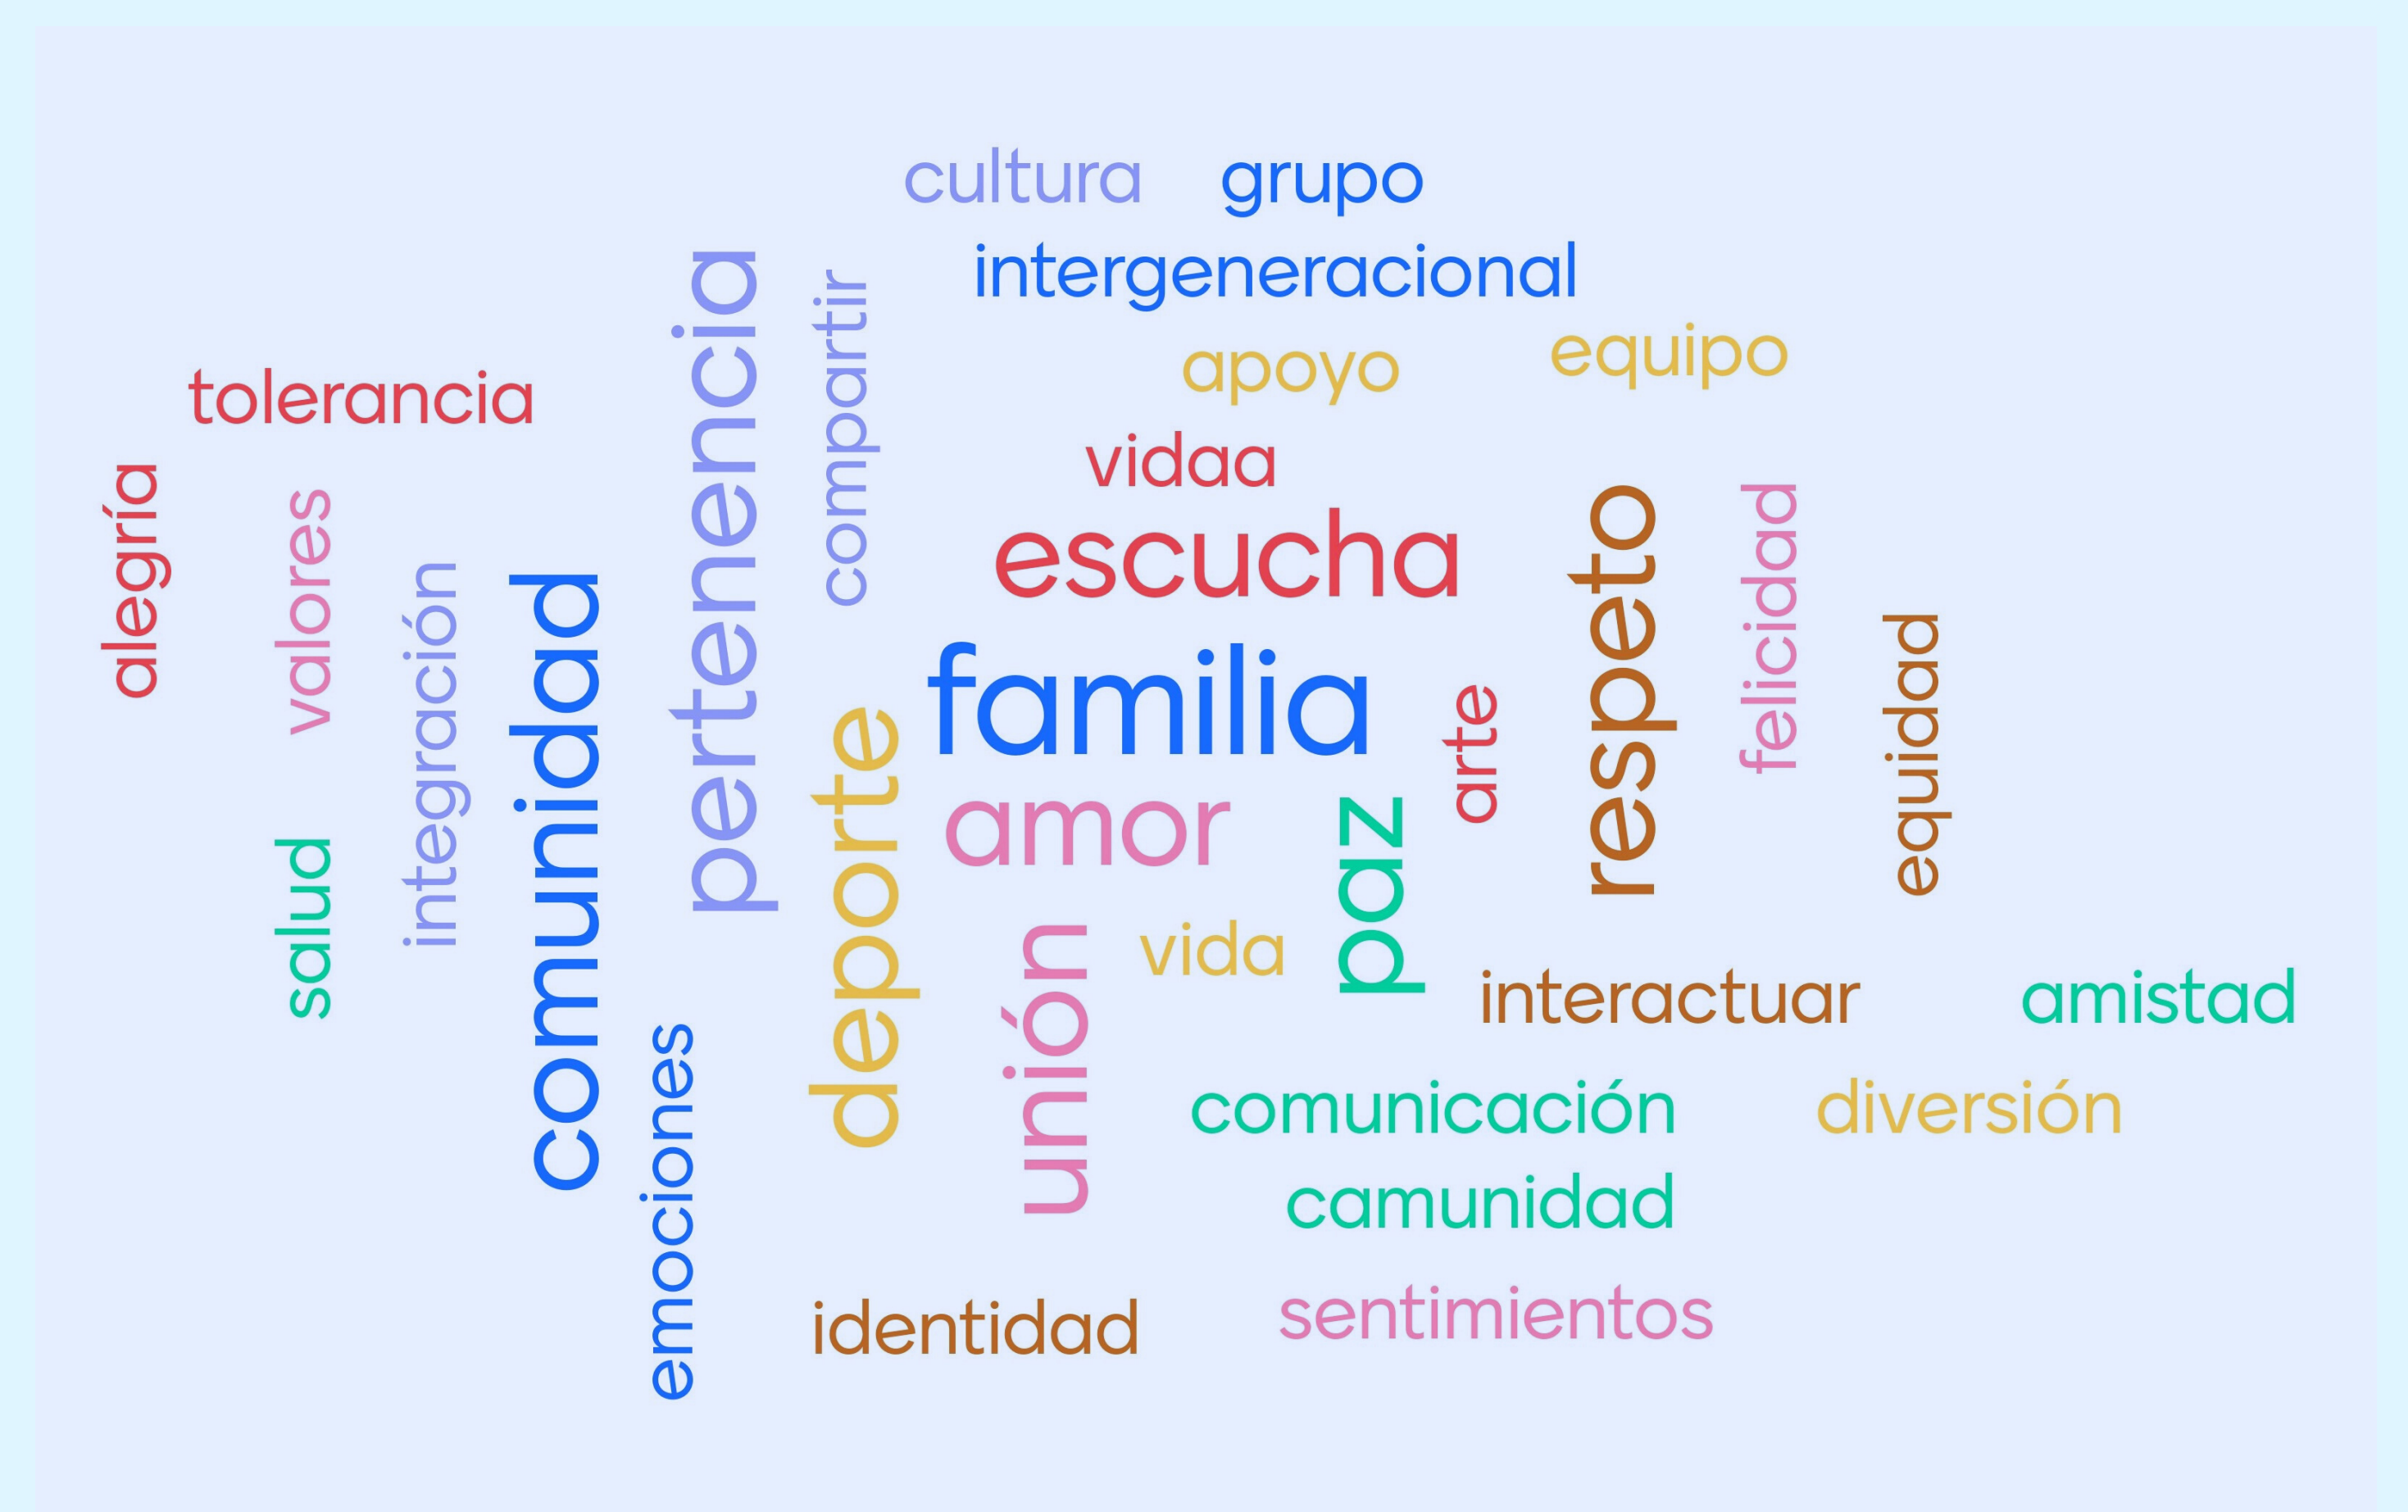 cultura
grupo
intergeneracional
apoyo
equipo
tolerancia
vidaa
escucha
alegría
valores
integración
comunidad
pertenencia
compartir
familia
arte
respeto
felicidad
equidad
amor
paz
deporte
salud
vida
unión
interactuar
amistad
emociones
comunicación
diversión
camunidad
identidad
sentimientos